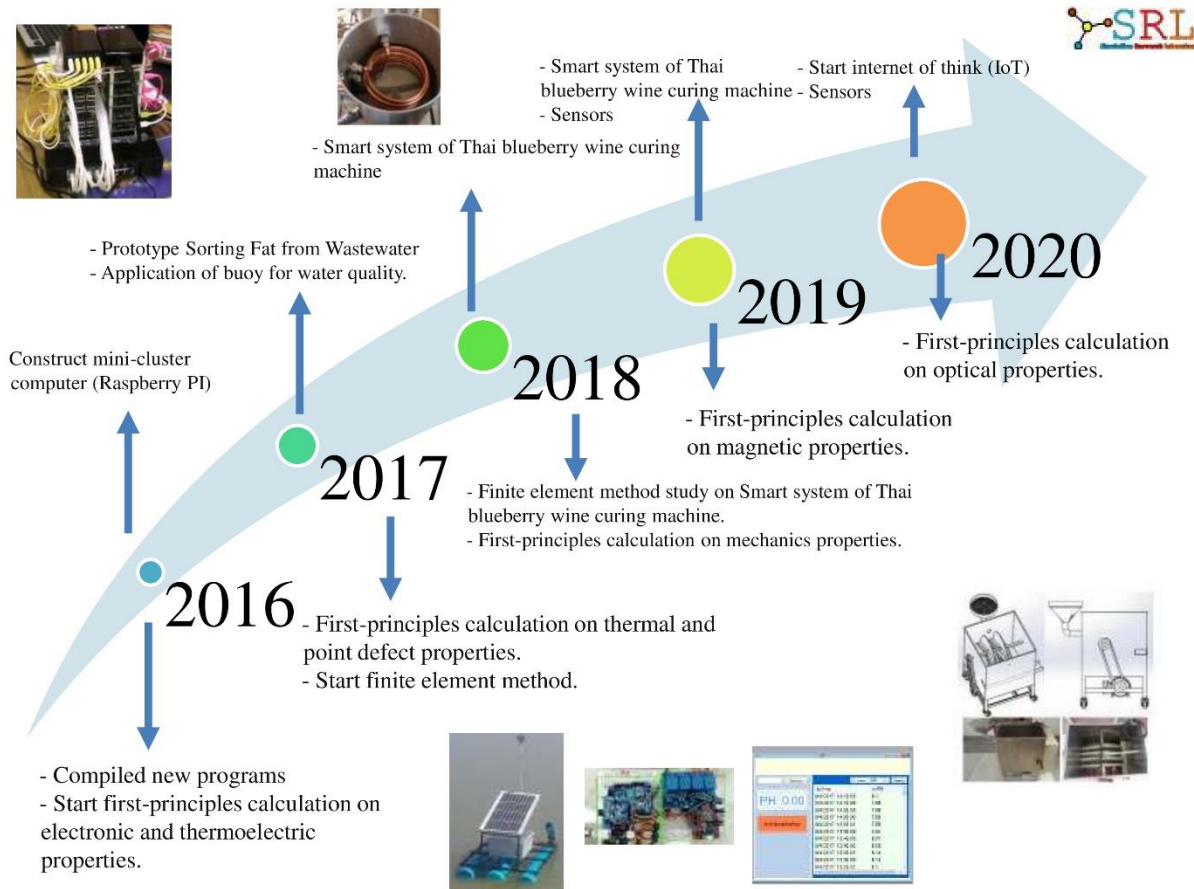 SRL
- Smart system of Thai
blueberry wine curing machine
- Sensors
- Start internet of think (IoT)
- Sensors
- Smart system of Thai blueberry wine curing
machine
- Prototype Sorting Fat from Wastewater
- Application of buoy for water quality.
Construct mini-cluster
computer (Raspberry PI)
2020
2019
2018
2017
2016
- First-principles calculation
on optical properties.
- First-principles calculation
on magnetic properties.
- Finite element method study on Smart system of Thai
blueberry wine curing machine.
- First-principles calculation on mechanics properties.
- First-principles calculation on thermal and
point defect properties.
- Start finite element method.
- Compiled new programs
- Start first-principles calculation on
electronic and thermoelectric
properties.
PH 0.00